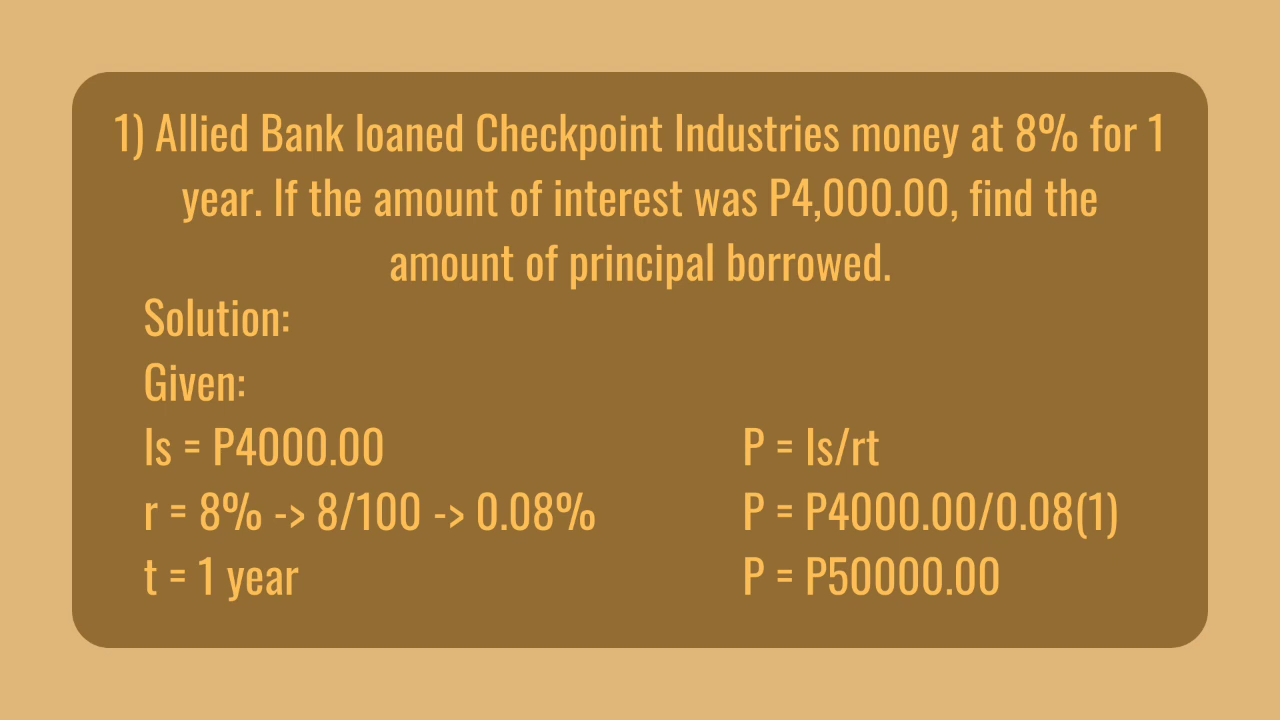 1) Allied Bank loaned Checkpoint Industries money at 8% for 1
year. If the amount of interest was P4,000.00, find the
amount of principal borrowed.
Solution:
Given:
Is = P4000.00
r = 8% -> 8/100 -> 0.08%
t = 1 year
P = Is/rt
P = P4000.00/0.08(1)
P = P50000.00